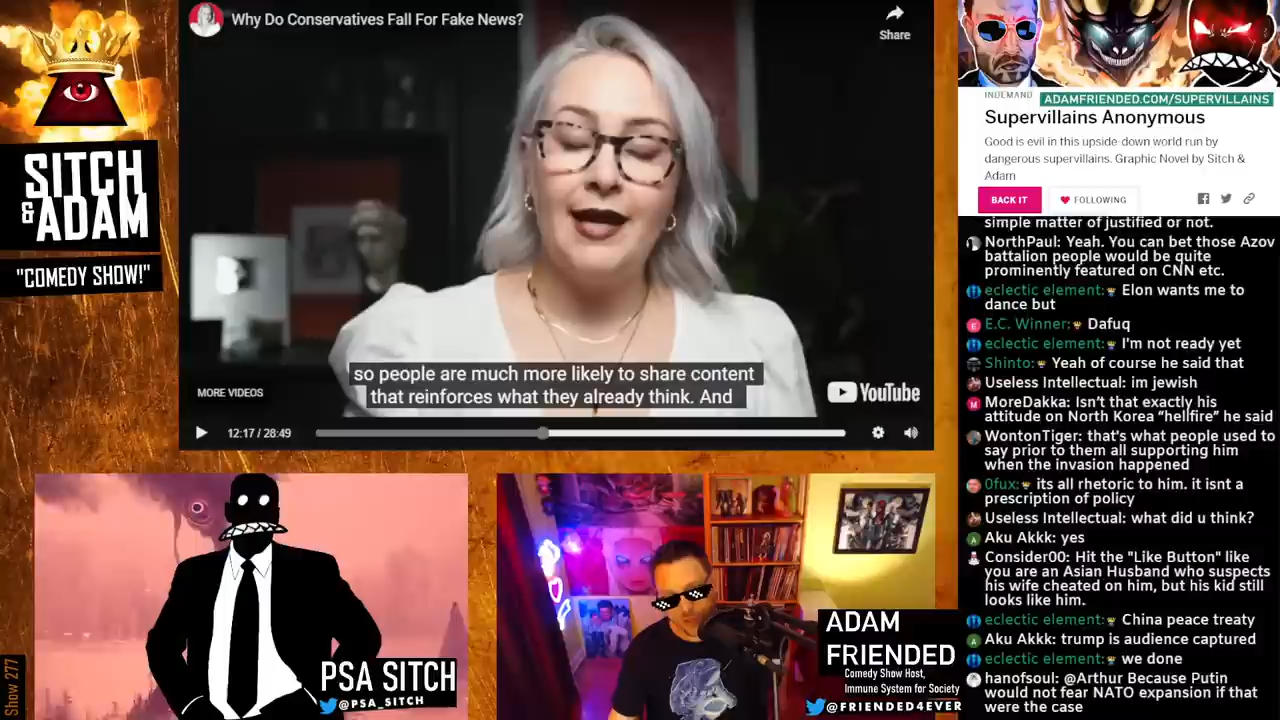 Why Do Conservatives Fall For Fake News?
Share
SITCH
& ADAM
"COMEDY SHOW!"
so people are much more likely to share content
that reinforces what they already think. And
MORE VIDEOS
YouTube
12:17 / 28:49
INDEMAND
ADAMFRIENDED.COM/SUPERVILLAINS
Supervillains Anonymous
Good is evil in this upside-down world run by
dangerous supervillains. Graphic Novel by Sitch &
Adam
BACK IT
FOLLOWING
simple matter of justified or not.
NorthPaul: Yeah. You can bet those Azov
battalion people would be quite
prominently featured on CNN etc.
eclectic element: Elon wants me to
dance but
E.C. Winner: Dafuq
eclectic element: I'm not ready yet
Shinto: Yeah of course he said that
Useless Intellectual: im jewish
MoreDakka: Isn't that exactly his
attitude on North Korea “hellfire” he said
WontonTiger: that's what people used to
say prior to them all supporting him
when the invasion happened
0fux: its all rhetoric to him. it isnt a
prescription of policy
Useless Intellectual: what did u think?
Aku Akkk: yes
Consider00: Hit the "Like Button" like
you are an Asian Husband who suspects
his wife cheated on him, but his kid still
looks like him.
eclectic element: China peace treaty
Aku Akkk: trump is audience captured
eclectic element: we done
hanofsoul: @Arthur Because Putin
would not fear NATO expansion if that
were the case
Show 277
PSA SITCH
@PSA_SITCH
ADAM
FRIENDED
Comedy Show Host,
Immune System for Society
@FRIENDED4EVER